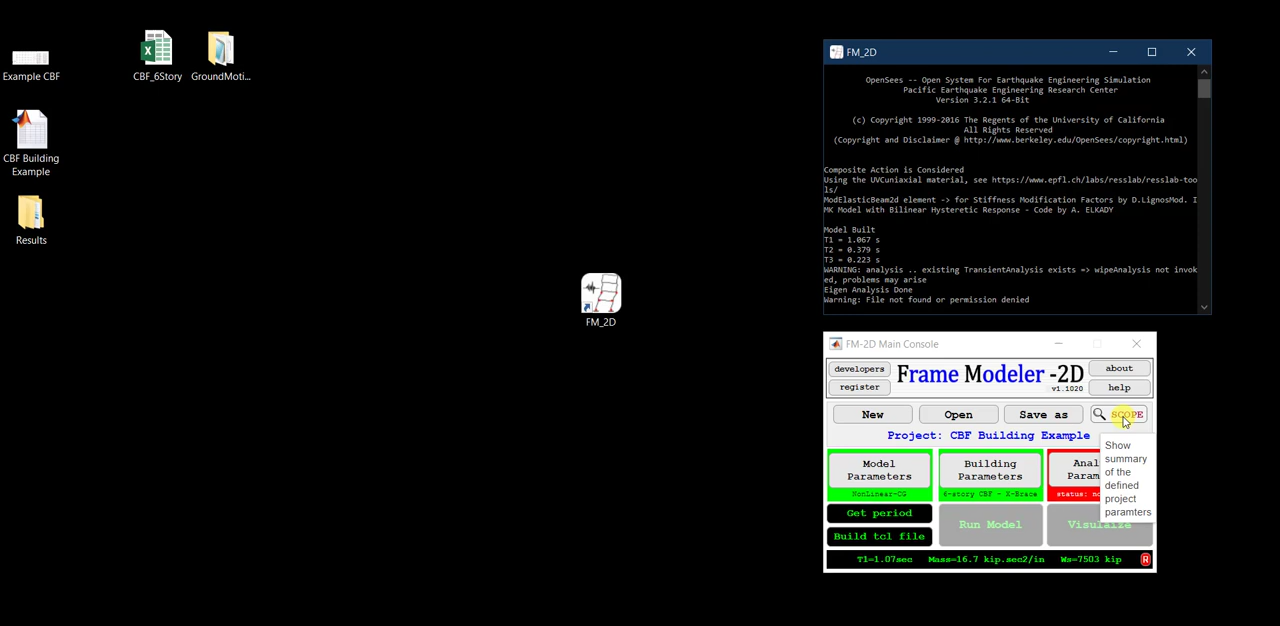 Example CBF
CBF_6Story
GroundMoti...
CBF Building
Example
Results
FM_2D
FM_2D
OpenSees -- Open System For Earthquake Engineering Simulation
Pacific Earthquake Engineering Research Center
Version 3.2.1 64-Bit
(c) Copyright 1999-2016 The Regents of the University of California
All Rights Reserved
(Copyright and Disclaimer @ http://www.berkeley.edu/OpenSees/copyright.html)
Composite Action is Considered
Using the UVCuniaxial material, see https://www.epfl.ch/labs/resslab/resslab-too
ls/
ModElasticBeam2d element -> for Stiffness Modification Factors by D.LignosMod. I
MK Model with Bilinear Hysteretic Response - Code by A. ELKADY
Model Built
T1 = 1.067 s
T2 = 0.379 s
T3 = 0.223 s
WARNING: analysis .. existing TransientAnalysis exists => wipeAnalysis not invok
ed, problems may arise
Eigen Analysis Done
Warning: File not found or permission denied
FM-2D Main Console
developers
Frame Modeler -2D
about
register
v1.1020
help
New
Open
Save as
SCOPE
Project: CBF Building Example
Show
summary
of the
defined
project
paramters
Model
Parameters
Building
Parameters
Anal
Param
Nonlinear-CG
6-story CBF - X-Brace
status: no
Get period
Build tcl file
Run Model
Visualize
T1=1.07sec
Mass=16.7 kip.sec2/in
Ws=7503 kip
R